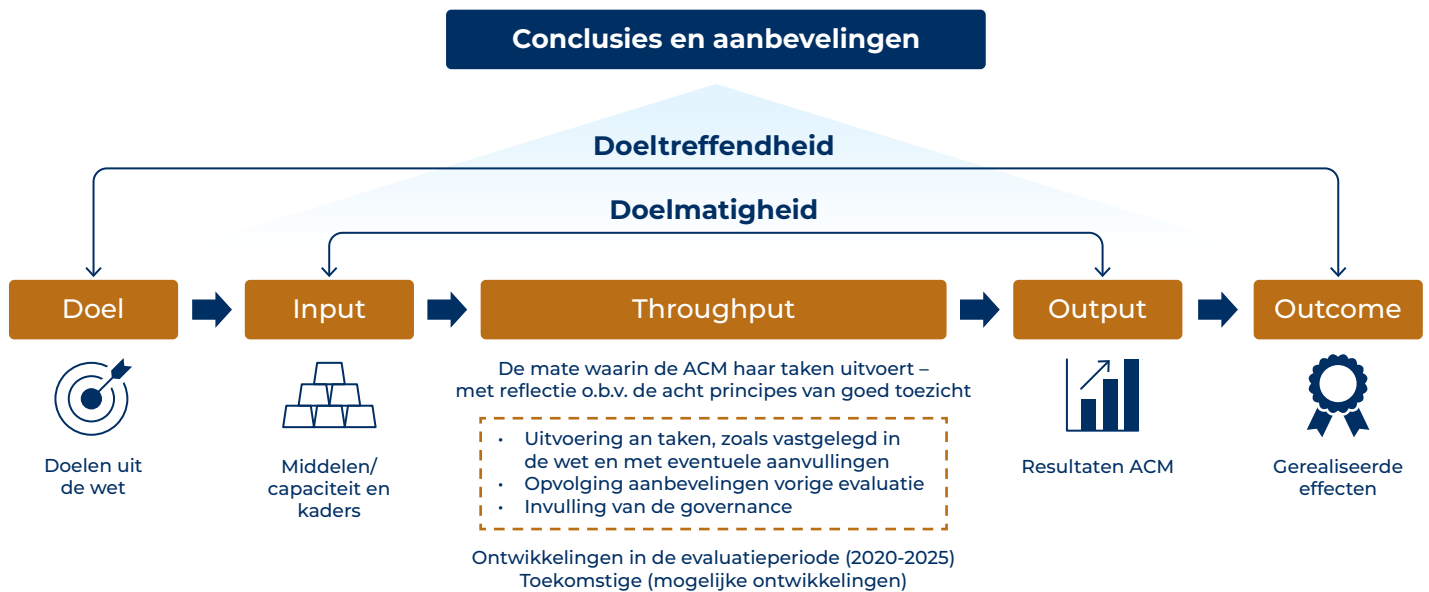 Conclusies en aanbevelingen
Doeltreffendheid
Doelmatigheid
Doel
Input
Throughput
Output
Outcome
Doelen uit
de wet
Middelen/
capaciteit en
kaders
De mate waarin de ACM haar taken uitvoert –
met reflectie o.b.v. de acht principes van goed toezicht
• Uitvoering an taken, zoals vastgelegd in
de wet en met eventuele aanvullingen
• Opvolging aanbevelingen vorige evaluatie
• Invulling van de governance
Ontwikkelingen in de evaluatieperiode (2020-2025)
Toekomstige (mogelijke ontwikkelingen)
Resultaten ACM
Gerealiseerde
effecten